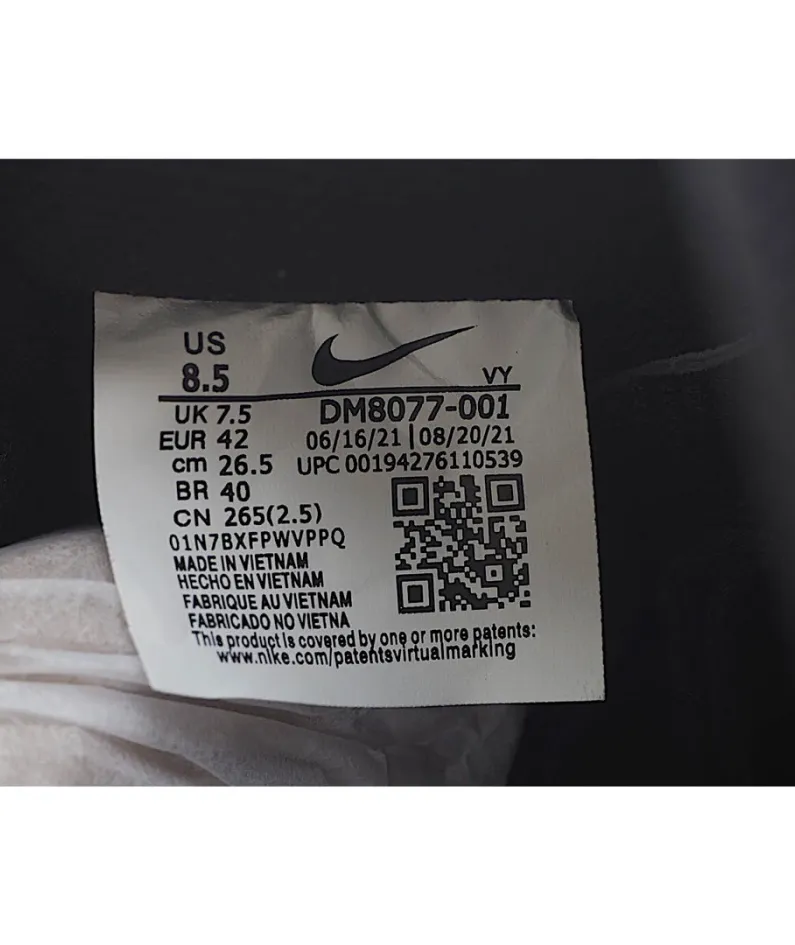 US
8.5
VY
UK 7.5
DM8077-001
EUR 42
06/16/21 | 08/20/21
cm 26.5
UPC 00194276110539
BR 40
CN 265(2.5)
01N7BXFPWVPPQ
MADE IN VIETNAM
HECHO EN VIETNAM
FABRIQUE AU VIETNAM
FABRICADO NO VIETNA
This product is covered by one or more patents:
www.nike.com/patentsvirtualmarking